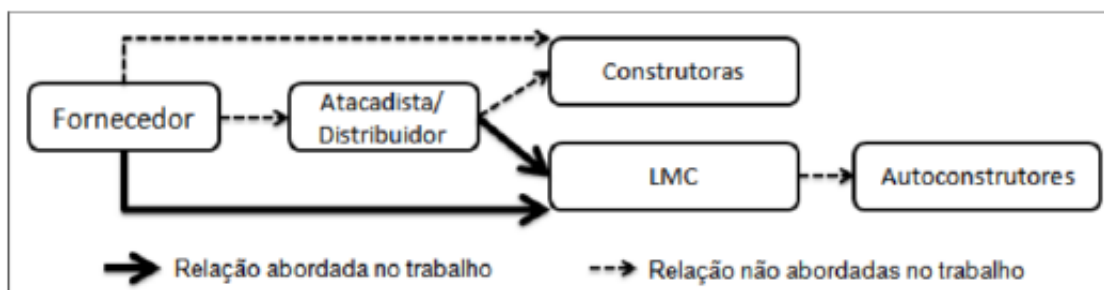 Construtoras
Fornecedor
Atacadista/
Distribuidor
LMC
Autoconstrutores
Relação abordada no trabalho
Relação não abordadas no trabalho